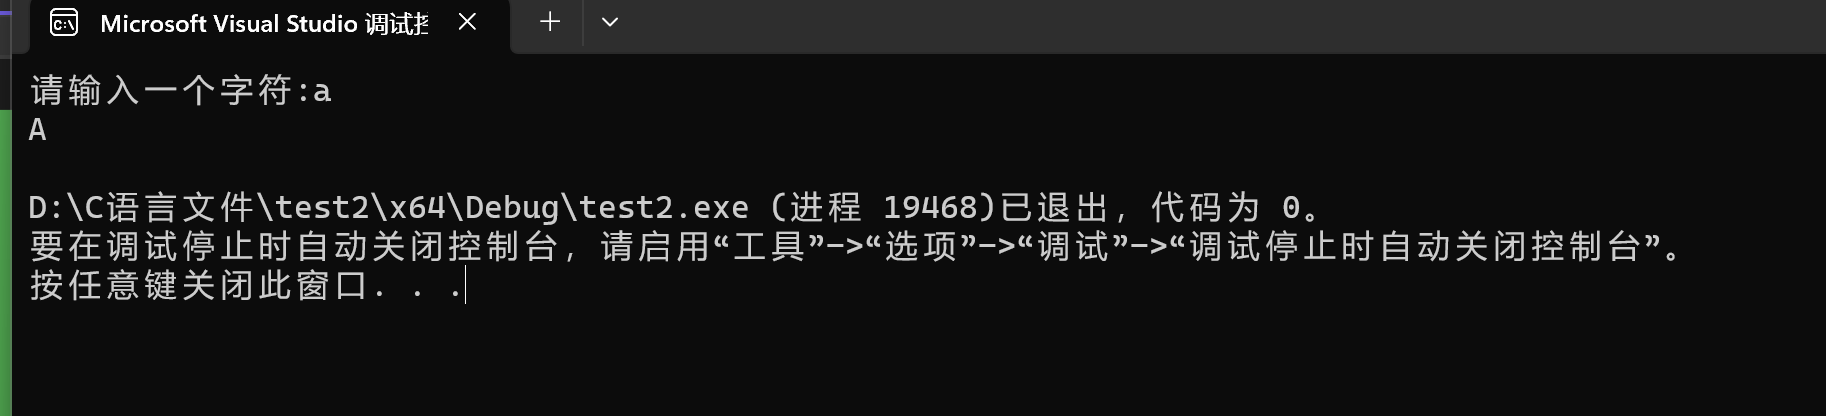 Microsoft Visual Studio 调试
请输入一个字符:a
A
D:\C语言文件\test2\x64\Debug\test2.exe (进程 19468)已退出，代码为 0。
要在调试停止时自动关闭控制台，请启用“工具”->“选项”->“调试”->“调试停止时自动关闭控制台”。
按任意键关闭此窗口. . .